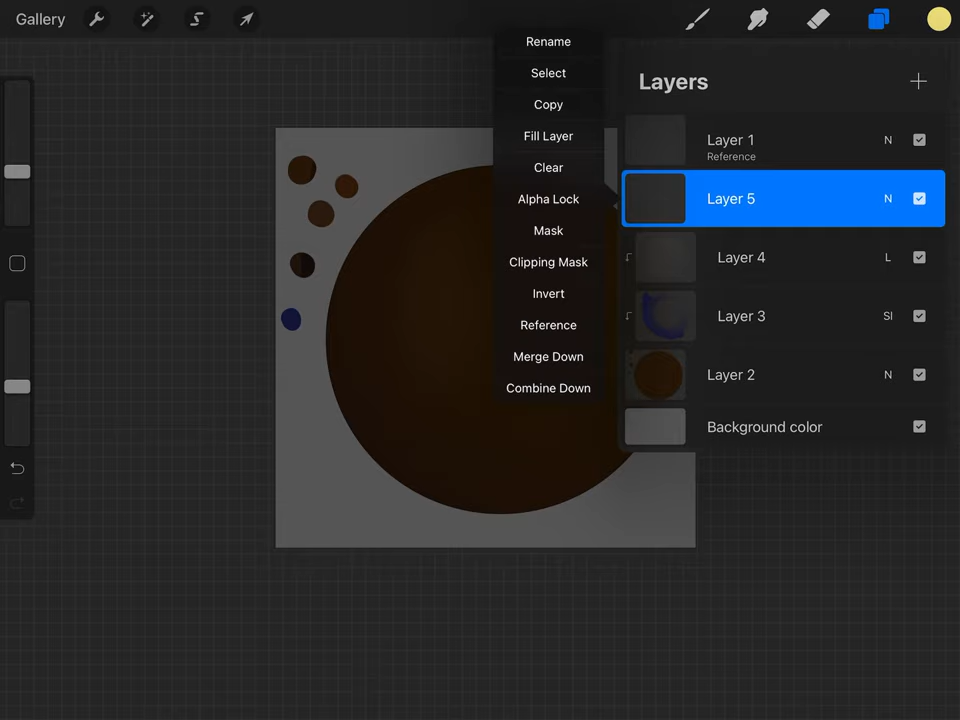 Gallery
Rename
Select
Copy
Fill Layer
Clear
Alpha Lock
Mask
Clipping Mask
Invert
Reference
Merge Down
Combine Down
Layers
Layer 1 N
Reference
Layer 5 N
Layer 4 L
Layer 3 Sl
Layer 2 N
Background color